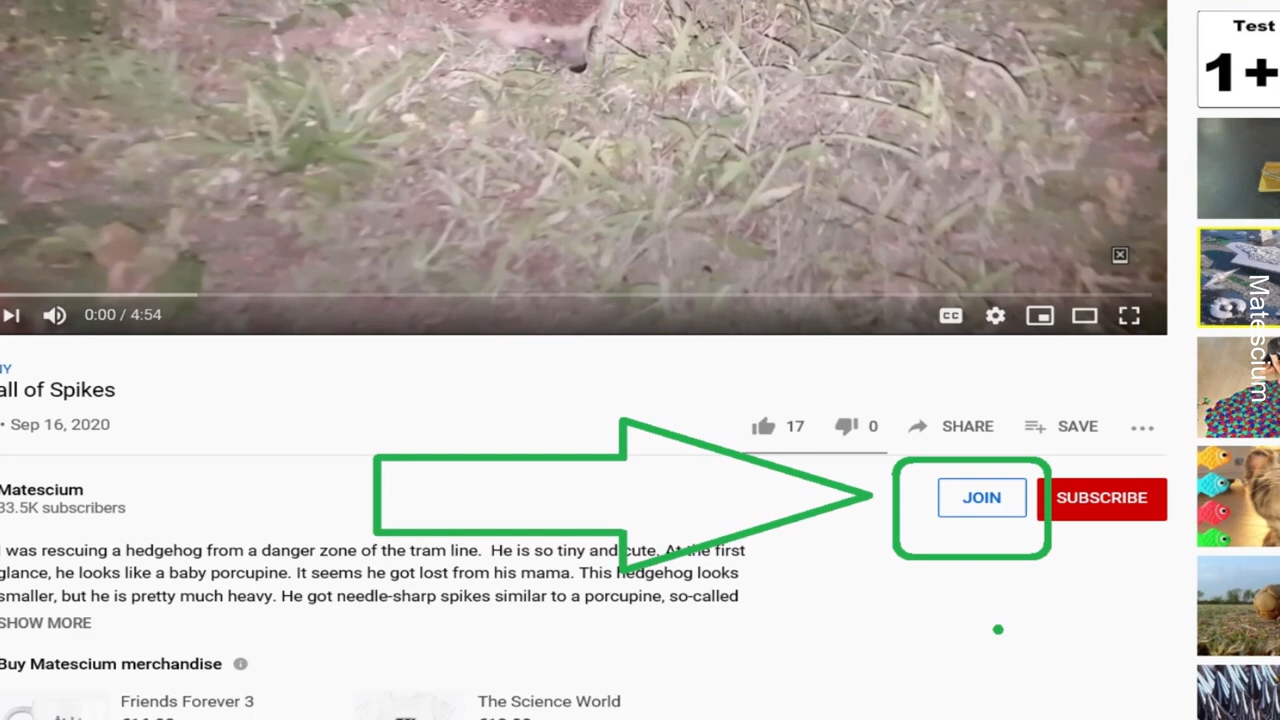 Test
1+
0:00 / 4:54
CC
all of Spikes
• Sep 16, 2020
17
0
SHARE
SAVE
Matescium
33.5K subscribers
JOIN
SUBSCRIBE
I was rescuing a hedgehog from a danger zone of the tram line. He is so tiny and cute. At the first
glance, he looks like a baby porcupine. It seems he got lost from his mama. This hedgehog looks
smaller, but he is pretty much heavy. He got needle-sharp spikes similar to a porcupine, so-called
SHOW MORE
Buy Matescium merchandise
Friends Forever 3
The Science World
Matescium